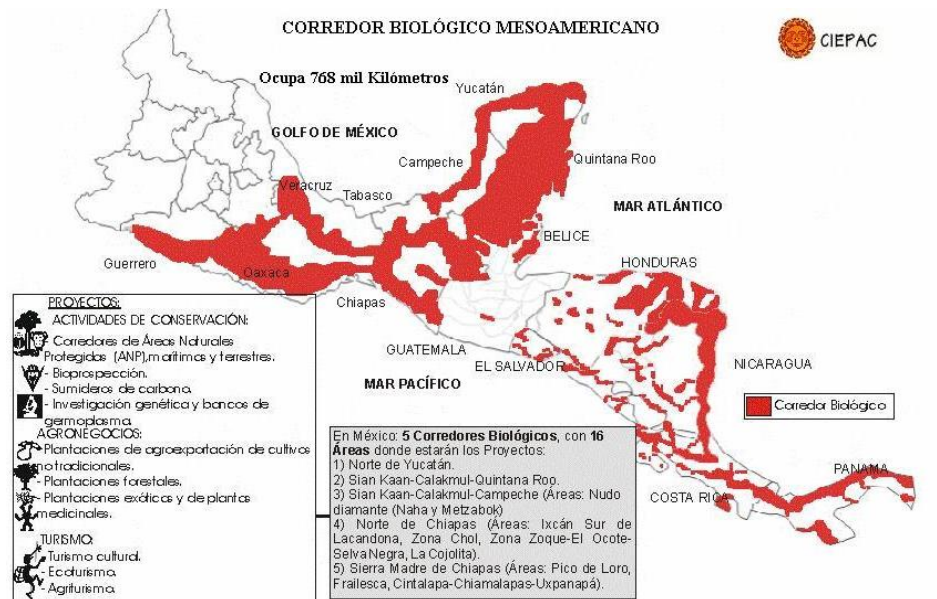 CORREDOR BIOLÓGICO MESOAMERICANO
CIEPAC
Ocupa 768 mil Kilómetros
Yucatán
GOLFO DE MÉXICO
Campeche
Quintana Roo
Veracruz
Tabasco
MAR ATLÁNTICO
BELICE
Guerrero
Oaxaca
HONDURAS
Chiapas
GUATEMALA
EL SALVADOR
NICARAGUA
MAR PACÍFICO
Corredor Biológico
PANAMA
COSTA RICA
PROYECTOS:
ACTIVIDADES DE CONSERVACIÓN:
- Corredores de Áreas Naturales
Protegidas (ANP),marítimas y terrestres.
- Bioprospección.
- Sumideros de carbono.
- Investigación genética y bancos de
germoplasma.
AGRONEGOCIOS:
- Plantaciones de agroexportación de cultivos
no tradicionales.
- Plantaciones forestales.
- Plantaciones exóticas y de plantas
medicinales.
TURISMO:
- Turismo cultural.
- Ecoturismo.
- Agriturismo.
En México: 5 Corredores Biológicos, con 16
Áreas donde estarán los Proyectos:
1) Norte de Yucatán.
2) Sian Kaan-Calakmul-Quintana Roo.
3) Sian Kaan-Calakmul-Campeche (Áreas: Nudo
diamante (Naha y Metzabok)
4) Norte de Chiapas (Áreas: Ixcán Sur de
Lacandona, Zona Chol, Zona Zoque-El Ocote-
Selva Negra, La Cojolita).
5) Sierra Madre de Chiapas (Áreas: Pico de Loro,
Frailesca, Cintalapa-Chiamalapas-Uxpanapá).